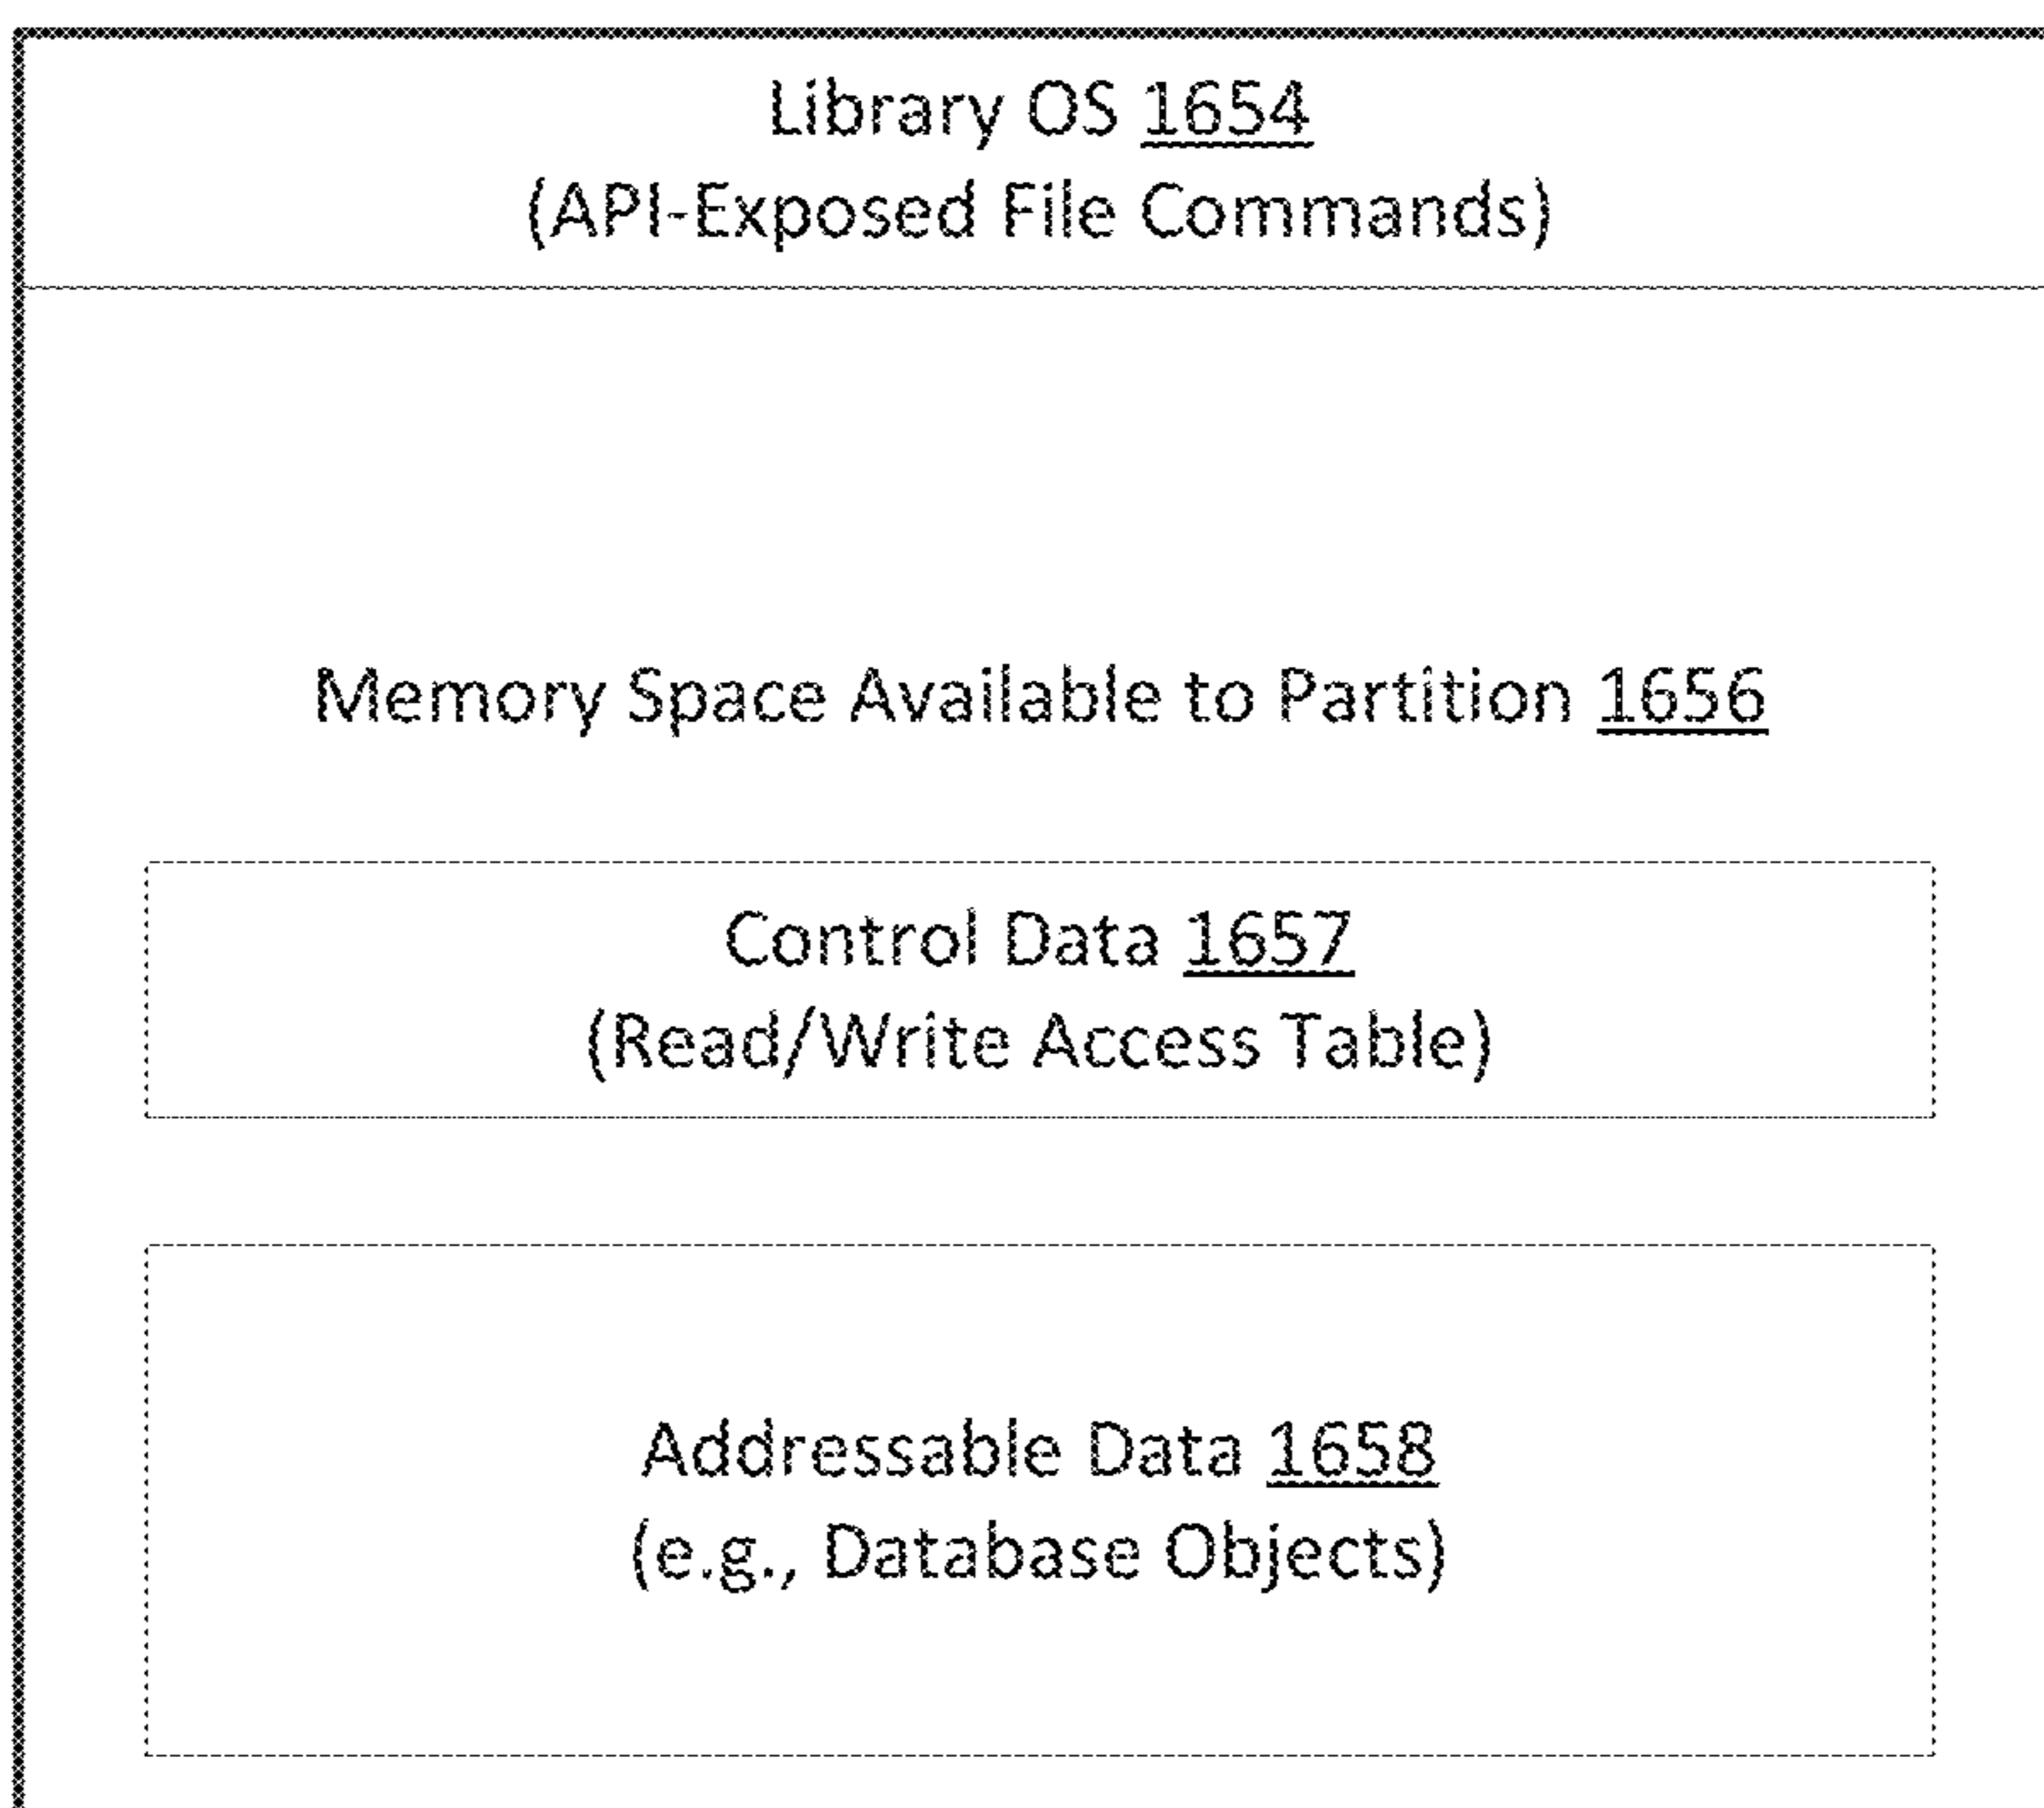 Library OS 1654
(API-Exposed File Commands)
Memory Space Available to Partition 1656
Control Data 1657
(Read/Write Access Table)
Addressable Data 1658
(e.g., Database Objects)